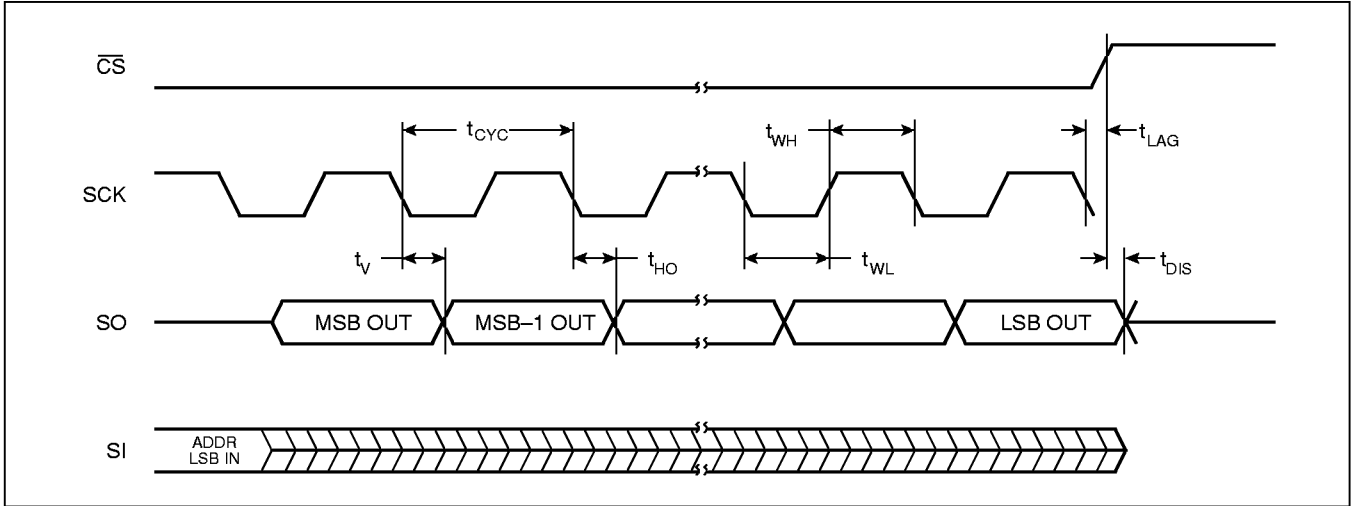 CS
tCYC
tWH
tLAG
SCK
tV
tHO
tWL
tDIS
SO
MSB OUT
MSB–1 OUT
LSB OUT
SI
ADDR
LSB IN